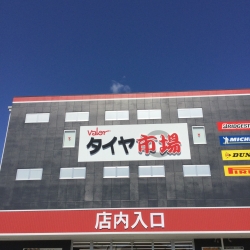 Valor
タイヤ市場
BRIDGESTONE
MICHELIN
DUNLOP
PIRELLI
店内入口